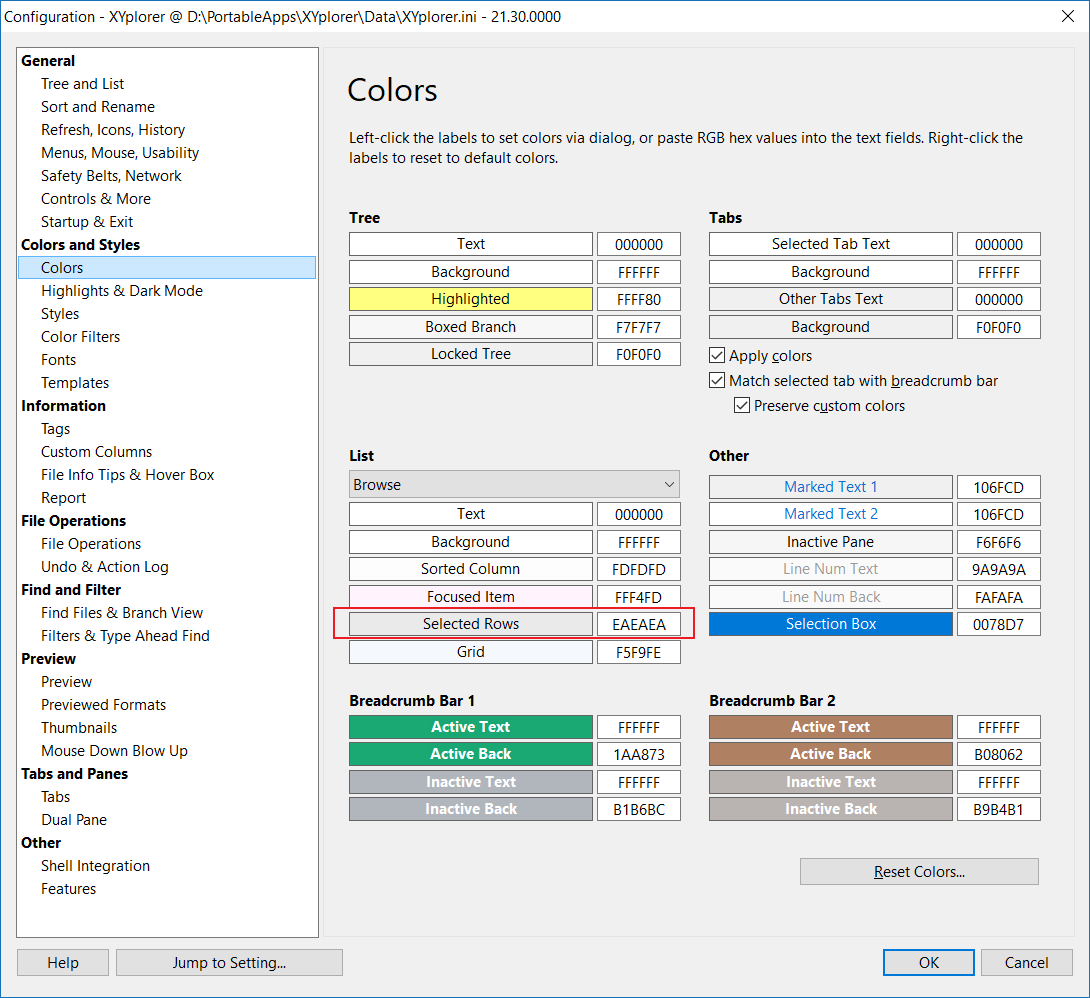 Configuration - XYplorer @ D:\PortableApps\XYplorer\Data\XYplorer.ini - 21.30.0000
General
Tree and List
Sort and Rename
Refresh, Icons, History
Menus, Mouse, Usability
Safety Belts, Network
Controls & More
Startup & Exit
Colors and Styles
Colors
Highlights & Dark Mode
Styles
Color Filters
Fonts
Templates
Information
Tags
Custom Columns
File Info Tips & Hover Box
Report
File Operations
File Operations
Undo & Action Log
Find and Filter
Find Files & Branch View
Filters & Type Ahead Find
Preview
Preview
Previewed Formats
Thumbnails
Mouse Down Blow Up
Tabs and Panes
Tabs
Dual Pane
Other
Shell Integration
Features
Colors
Left-click the labels to set colors via dialog, or paste RGB hex values into the text fields. Right-click the
labels to reset to default colors.
Tree
Text 000000
Background FFFFFF
Highlighted FFFF80
Boxed Branch F7F7F7
Locked Tree F0F0F0
Tabs
Selected Tab Text 000000
Background FFFFFF
Other Tabs Text 000000
Background F0F0F0
Apply colors
Match selected tab with breadcrumb bar
Preserve custom colors
List
Browse
Text 000000
Background FFFFFF
Sorted Column FDFDFD
Focused Item FFF4FD
Selected Rows EAEAEA
Grid F5F9FE
Other
Marked Text 1 106FCD
Marked Text 2 106FCD
Inactive Pane F6F6F6
Line Num Text 9A9A9A
Line Num Back FAFAFA
Selection Box 0078D7
Breadcrumb Bar 1
Active Text FFFFFF
Active Back 1AA873
Inactive Text FFFFFF
Inactive Back B1B6BC
Breadcrumb Bar 2
Active Text FFFFFF
Active Back B08062
Inactive Text FFFFFF
Inactive Back B9B4B1
Reset Colors...
Help
Jump to Setting...
OK
Cancel